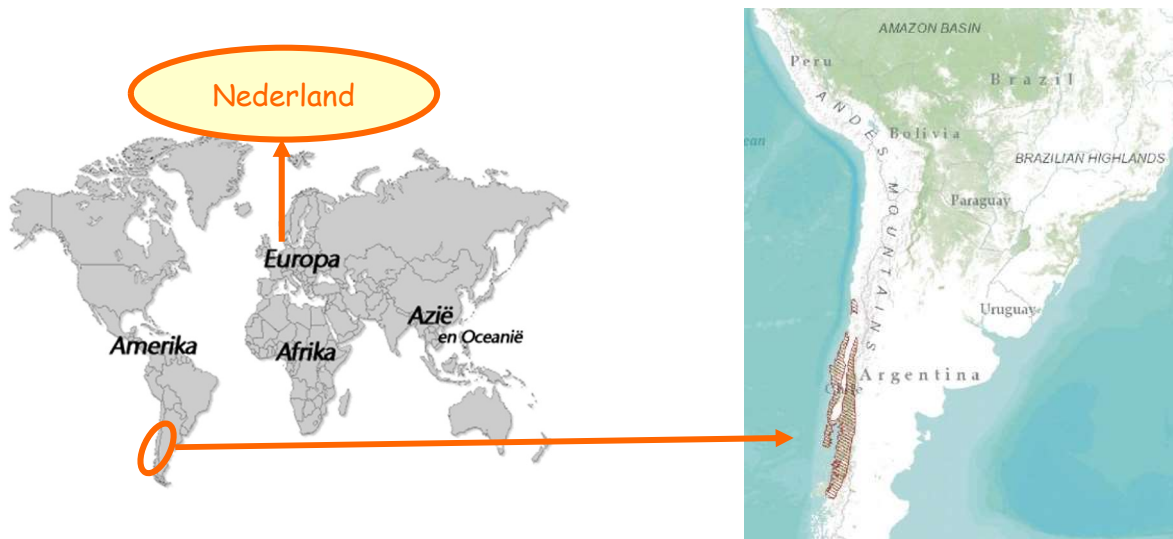 Nederland
Europa
Azië
en Oceanië
Amerika
Afrika
AMAZON BASIN
Peru
Brazil
ANDES MOUNTAINS
Bolivia
BRAZILIAN HIGHLANDS
Paraguay
Uruguay
Argentina
Chile